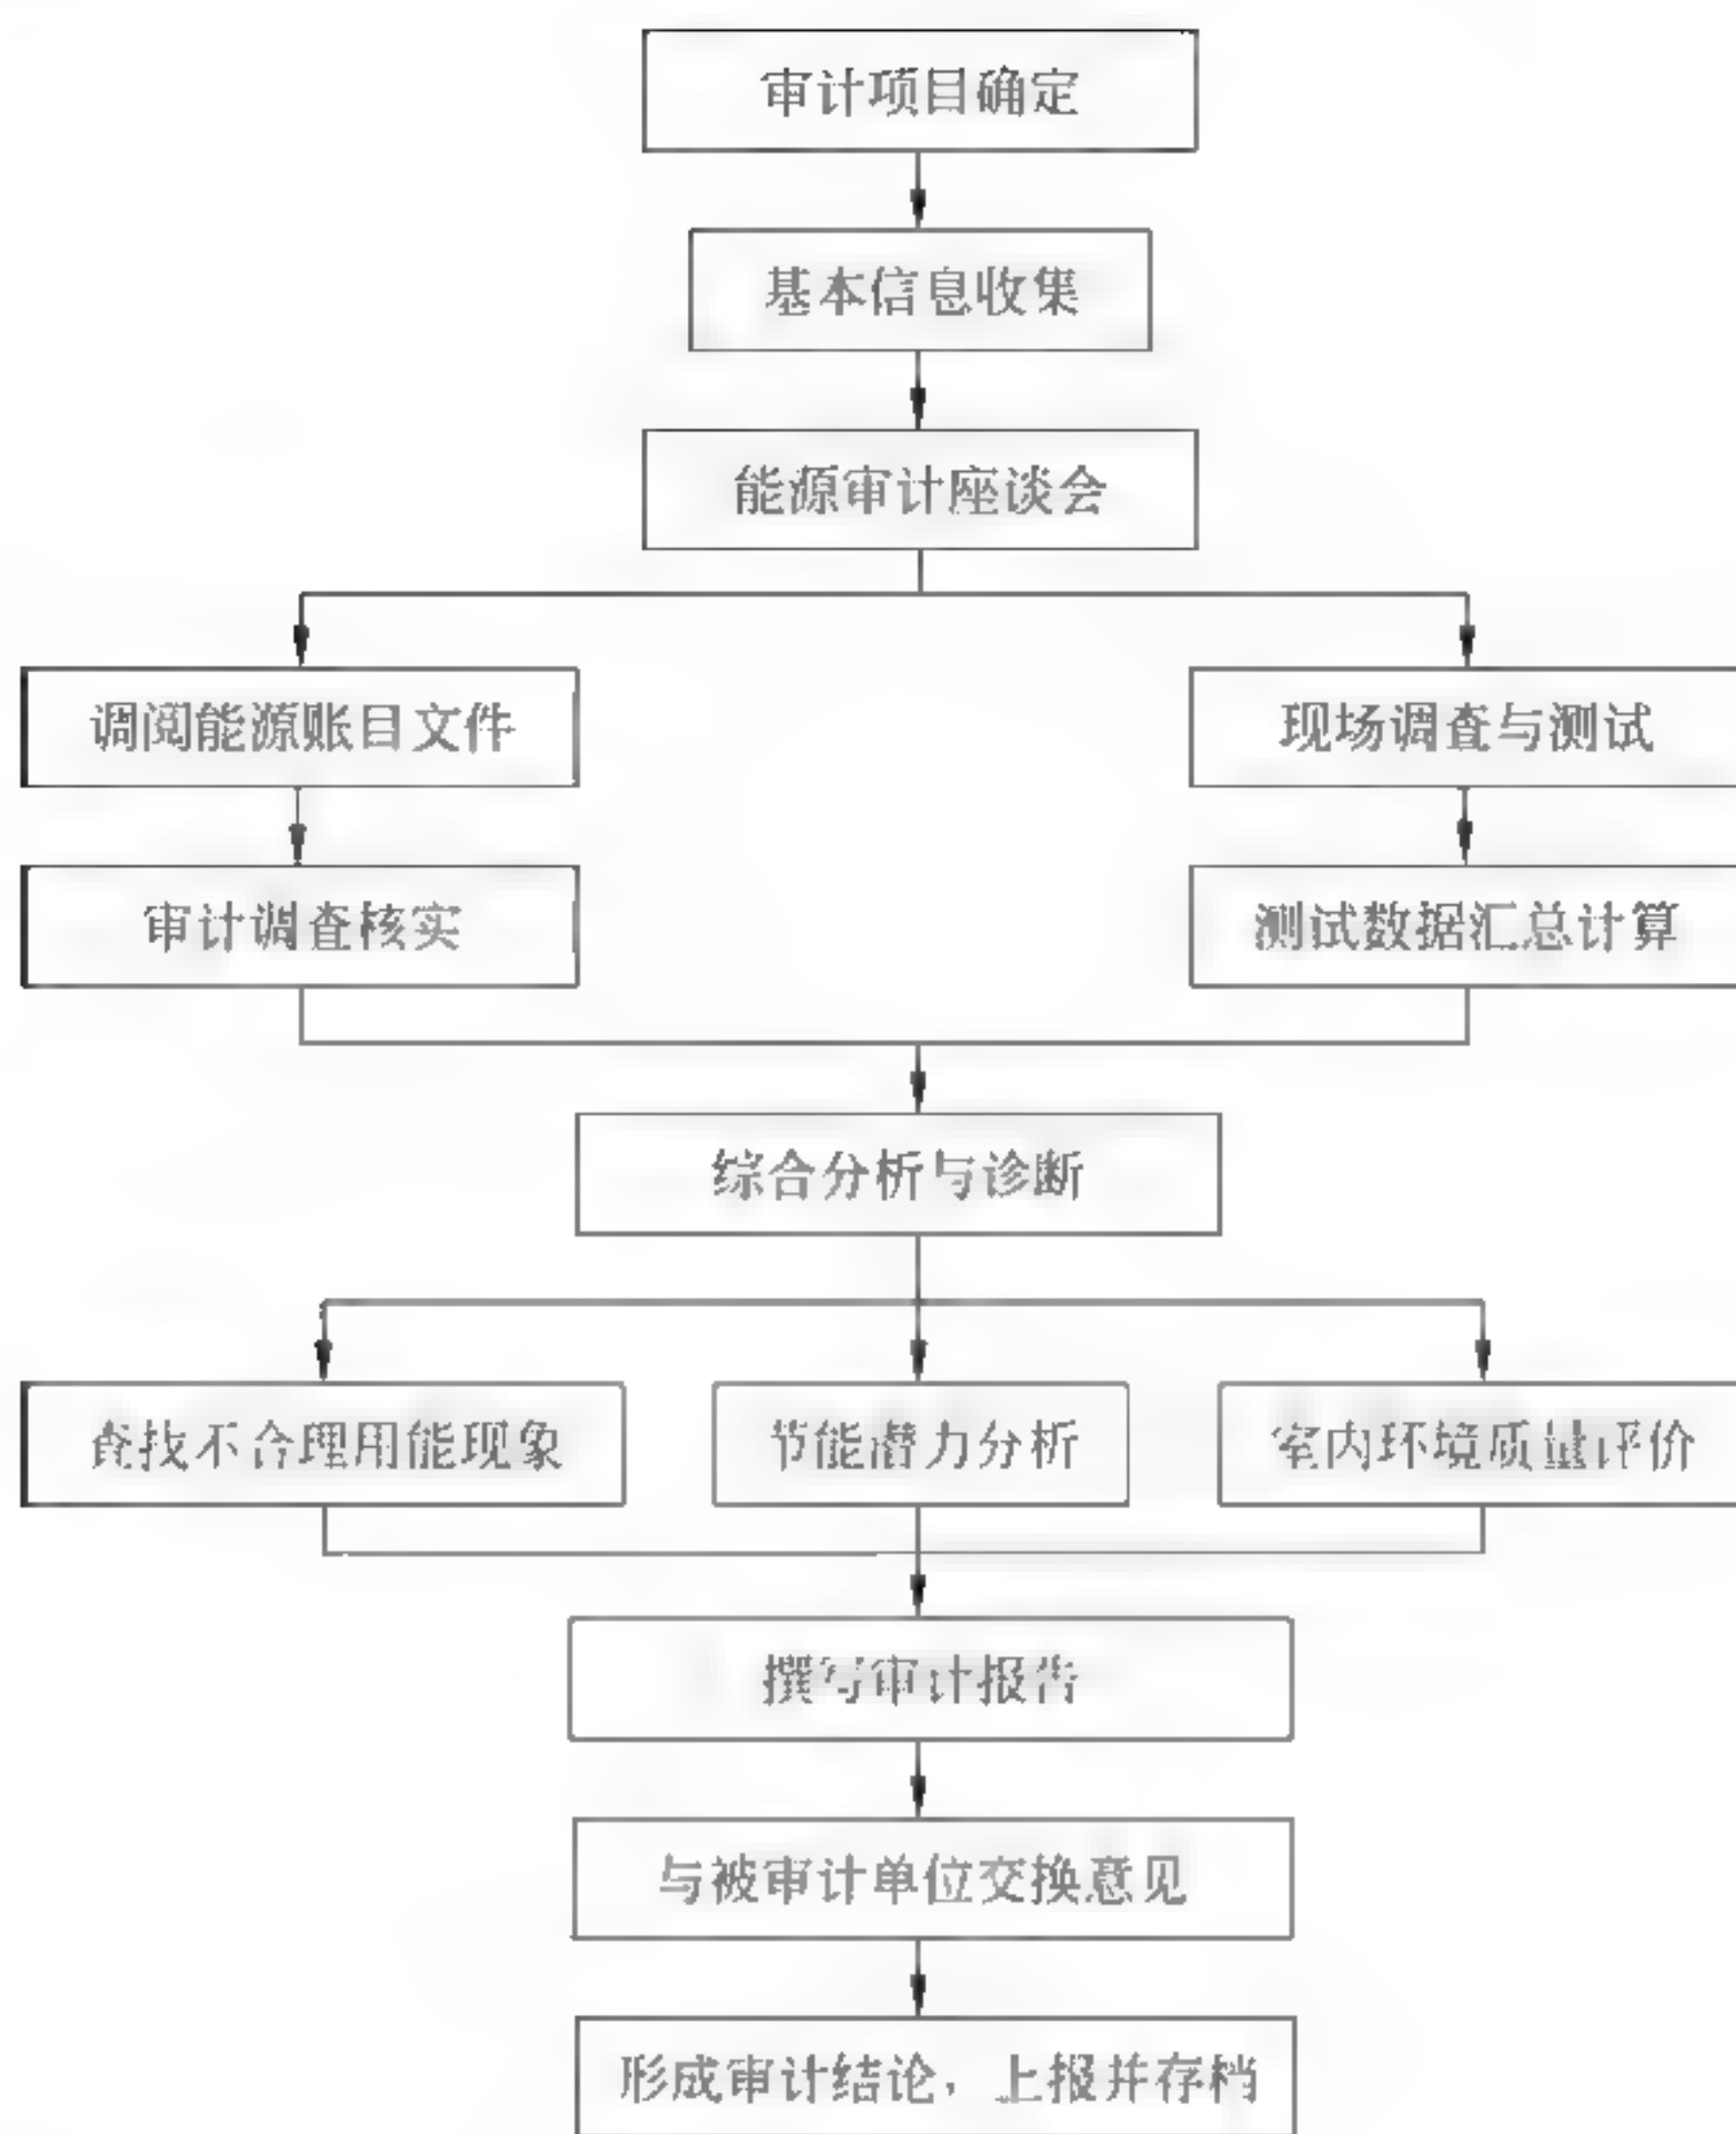 审计项目确定
基本信息收集
能源审计座谈会
调阅能源账目文件
现场调查与测试
审计调查核实
测试数据汇总计算
综合分析与诊断
查找不合理用能现象
节能潜力分析
室内环境质量评价
撰写审计报告
与被审计单位交换意见
形成审计结论，上报并存档